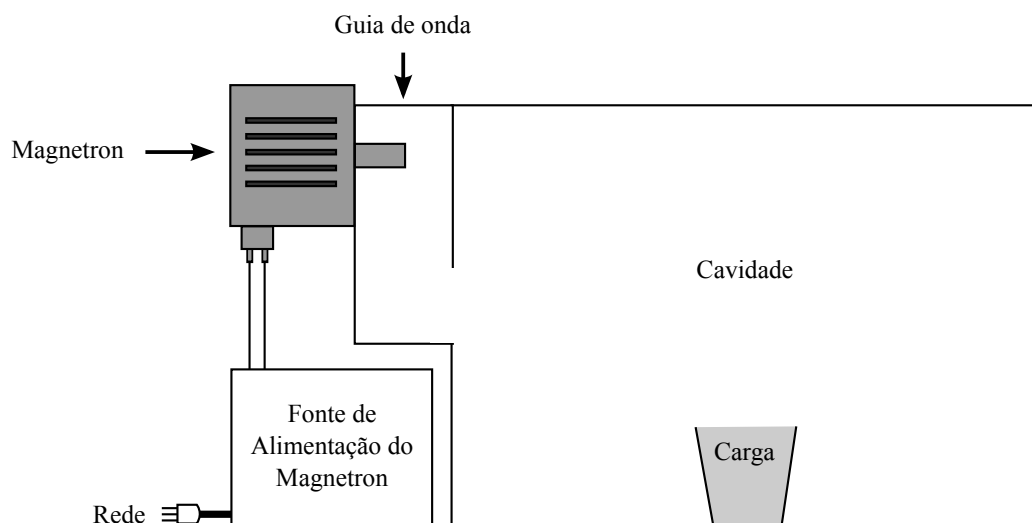 Guia de onda
Magnetron
Cavidade
Fonte de
Alimentação do
Magnetron
Carga
Rede